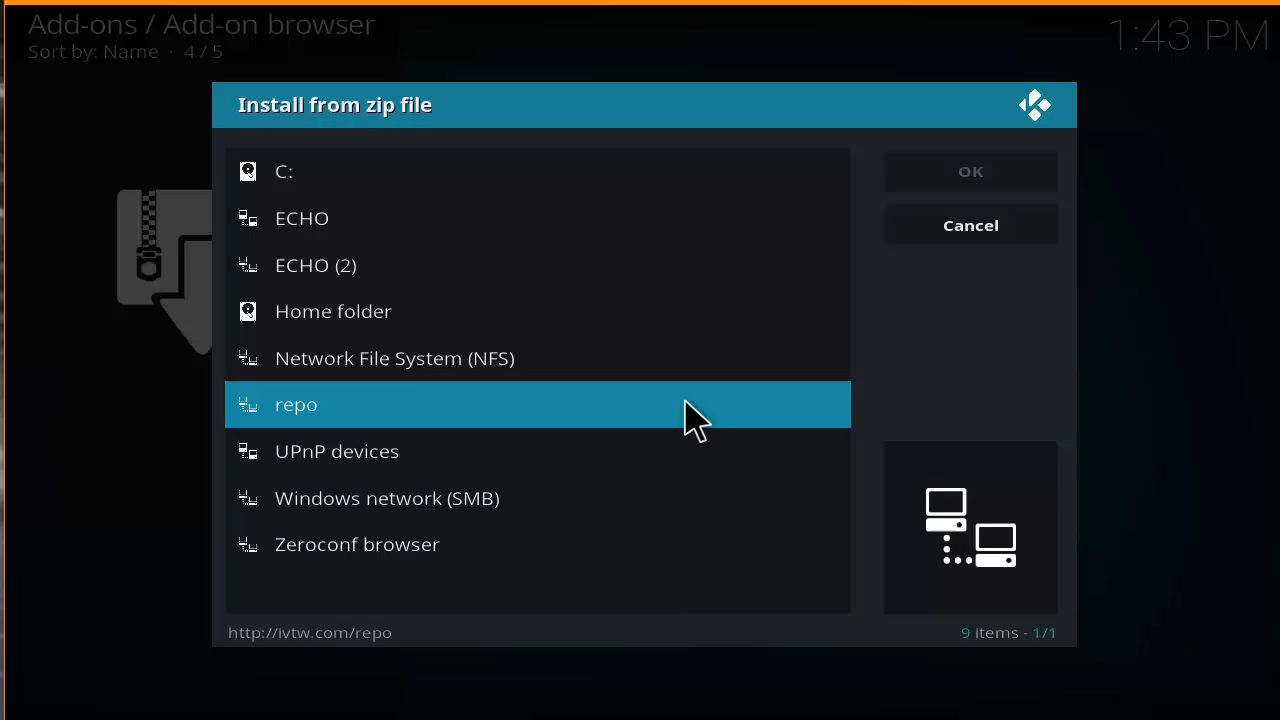 Add-ons / Add-on browser
Sort by: Name · 4 / 5
1:43 PM
Install from zip file
C:
ECHO
ECHO (2)
Home folder
Network File System (NFS)
repo
UPnP devices
Windows network (SMB)
Zeroconf browser
OK
Cancel
http://ivtw.com/repo
9 items - 1/1